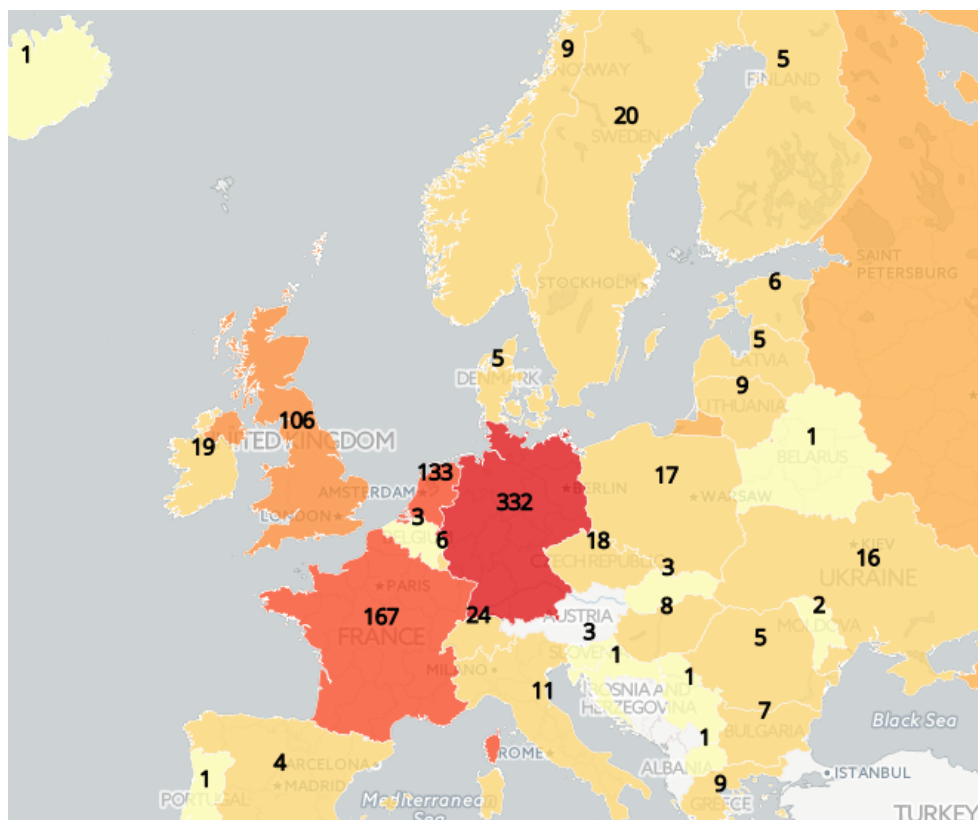 1
9
NORWAY
5
FINLAND
20
SWEDEN
SAINT
PETERSBURG
STOCKHOLM
6
5
LATVIA
5
DENMARK
9
LITHUANIA
106
UNITED KINGDOM
19
1
BELARUS
133
AMSTERDAM
332
BERLIN
17
WARSAW
LONDON
3
BELGIUM
6
18
CZECH REPUBLIC
3
KIEV
16
UKRAINE
PARIS
167
FRANCE
24
AUSTRIA
3
8
2
MOLDOVA
5
SLOVENI
1
MILANO
11
1
BOSNIA AND
HERZEGOVINA
7
BULGARIA
Black Sea
1
ROME
ALBANIA
4
BARCELONA
MADRID
1
PORTUGAL
ISTANBUL
9
GREECE
Mediterranean
Sea
TURKEY